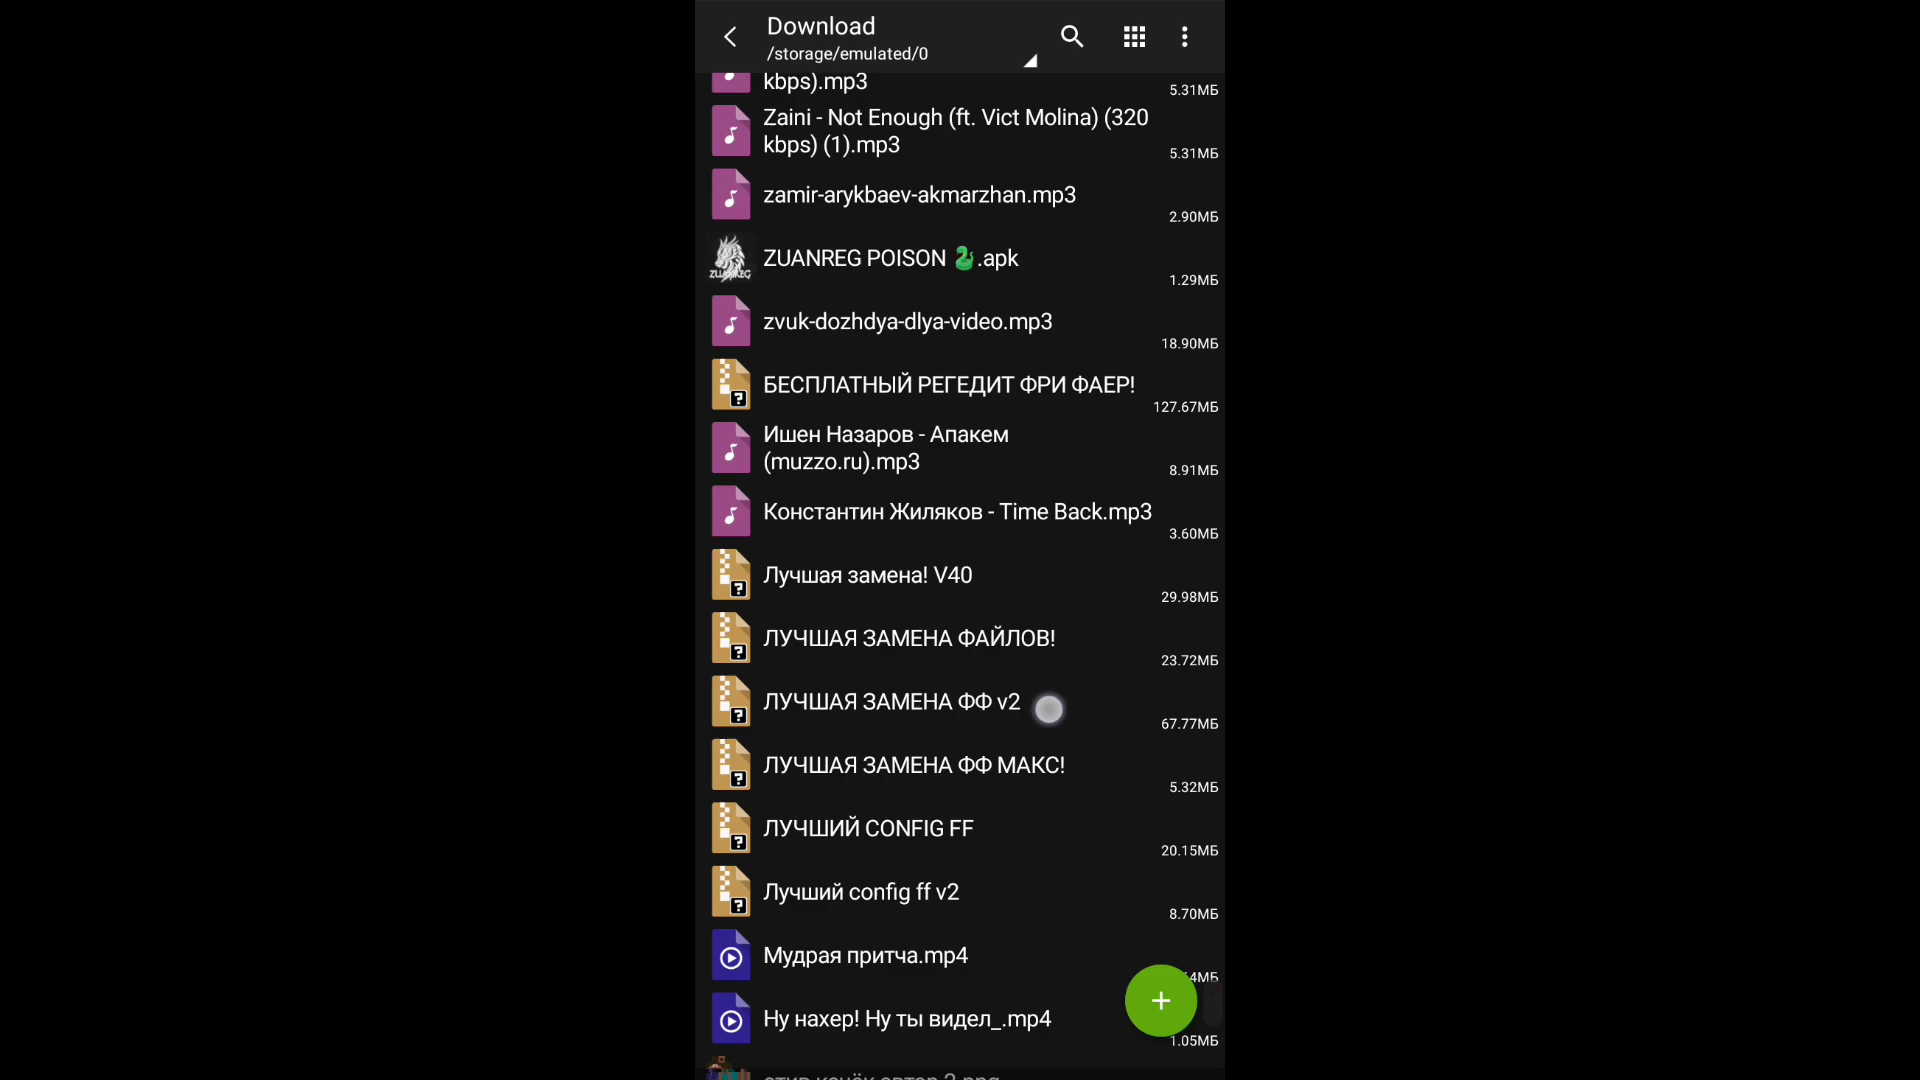 Download
/storage/emulated/0
kbps).mp3
5.31МБ
Zaini - Not Enough (ft. Vict Molina) (320
kbps) (1).mp3
5.31МБ
zamir-arykbaev-akmarzhan.mp3
2.90МБ
ZUANREG
ZUANREG POISON 🐍.apk
1.29МБ
zvuk-dozhdya-dlya-video.mp3
18.90МБ
БЕСПЛАТНЫЙ РЕГЕДИТ ФРИ ФАЕР!
127.67МБ
Ишен Назаров - Апакем
(muzzo.ru).mp3
8.91МБ
Константин Жиляков - Time Back.mp3
3.60МБ
Лучшая замена! V40
29.98МБ
ЛУЧШАЯ ЗАМЕНА ФАЙЛОВ!
23.72МБ
ЛУЧШАЯ ЗАМЕНА ФФ v2
67.77МБ
ЛУЧШАЯ ЗАМЕНА ФФ МАКС!
5.32МБ
ЛУЧШИЙ CONFIG FF
20.15МБ
Лучший config ff v2
8.70МБ
Мудрая притча.mp4
Ну нахер! Ну ты видел_.mp4
1.05МБ